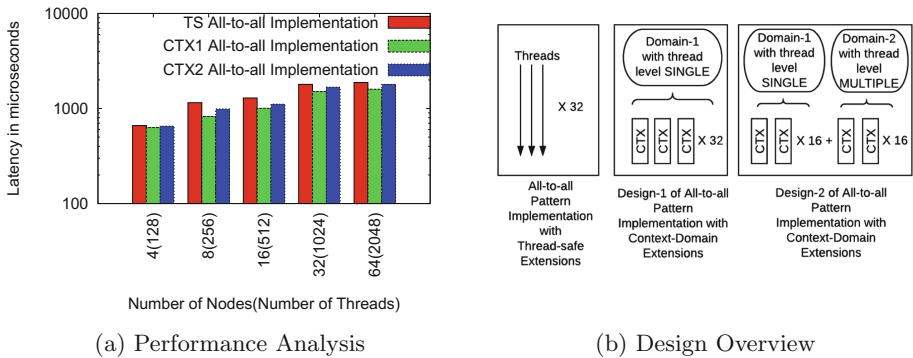 TS All-to-all Implementation
CTX1 All-to-all Implementation
CTX2 All-to-all Implementation
10000
1000
100
Latency in microseconds
4(128)
8(256)
16(512)
32(1024)
64(2048)
Number of Nodes(Number of Threads)
(a) Performance Analysis
Threads
X 32
All-to-all
Pattern
Implementation
with
Thread-safe
Extensions
Domain-1
with thread
level SINGLE
CTX
CTX
CTX
X 32
Design-1 of All-to-all
Pattern
Implementation with
Context-Domain
Extensions
Domain-1
with thread
level
SINGLE
Domain-2
with thread
level
MULTIPLE
CTX
CTX
X 16 +
CTX
CTX
X 16
Design-2 of All-to-all
Pattern
Implementation with
Context-Domain
Extensions
(b) Design Overview